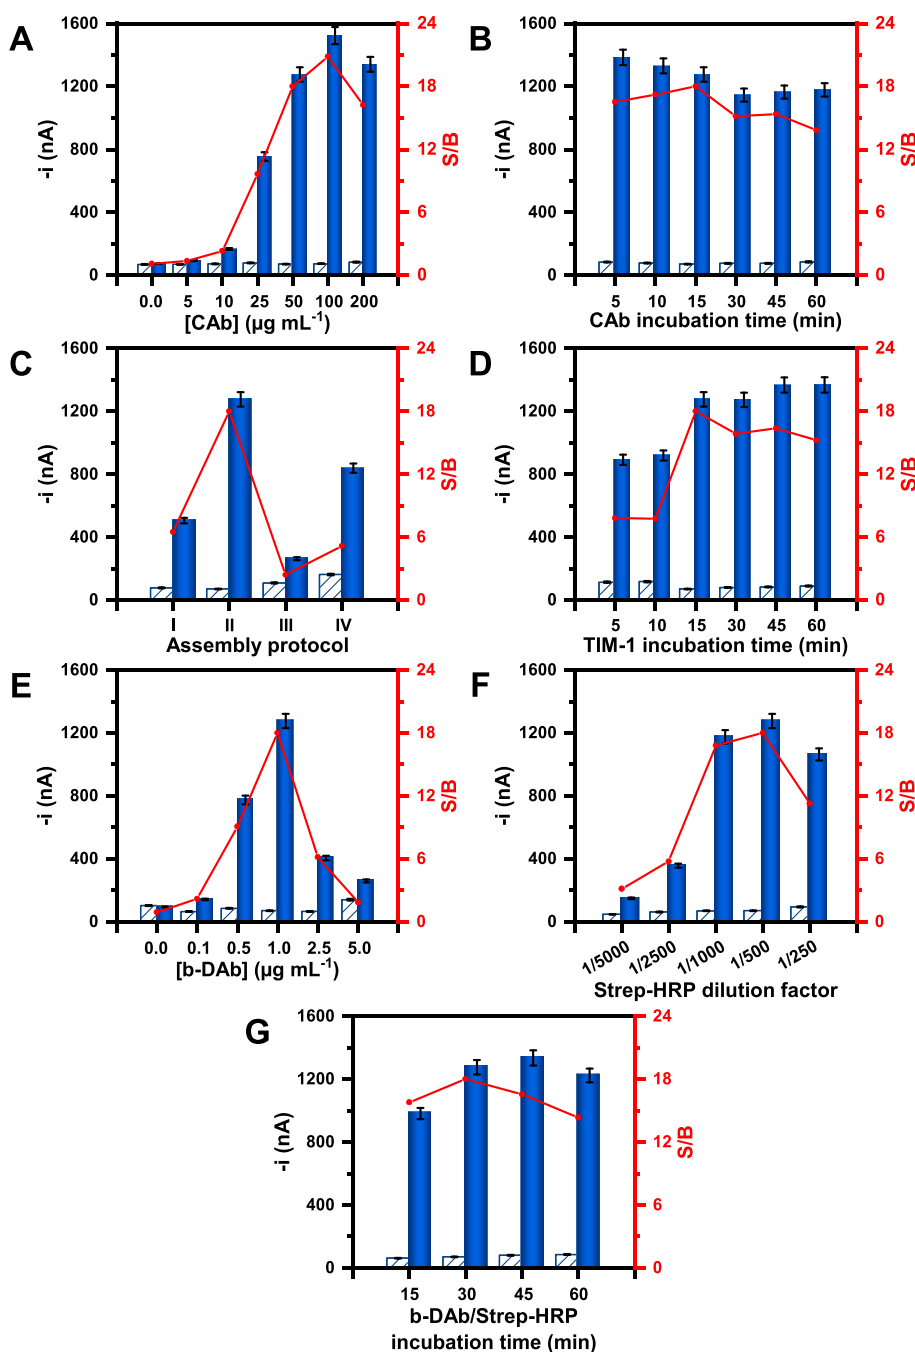 A
1600
1200
800
400
0
-i (nA)
24
18
12
6
0
S/B
0.0 5 10 25 50 100 200
[CAb] (µg mL⁻¹)
B
1600
1200
800
400
0
-i (nA)
24
18
12
6
0
S/B
5 10 15 30 45 60
CAb incubation time (min)
C
1600
1200
800
400
0
-i (nA)
24
18
12
6
0
S/B
I II III IV
Assembly protocol
D
1600
1200
800
400
0
-i (nA)
24
18
12
6
0
S/B
5 10 15 30 45 60
TIM-1 incubation time (min)
E
1600
1200
800
400
0
-i (nA)
24
18
12
6
0
S/B
0.0 0.1 0.5 1.0 2.5 5.0
[b-DAb] (µg mL⁻¹)
F
1600
1200
800
400
0
-i (nA)
24
18
12
6
0
S/B
1/5000 1/2500 1/1000 1/500 1/250
Strep-HRP dilution factor
G
1600
1200
800
400
0
-i (nA)
24
18
12
6
0
S/B
15 30 45 60
b-DAb/Strep-HRP
incubation time (min)